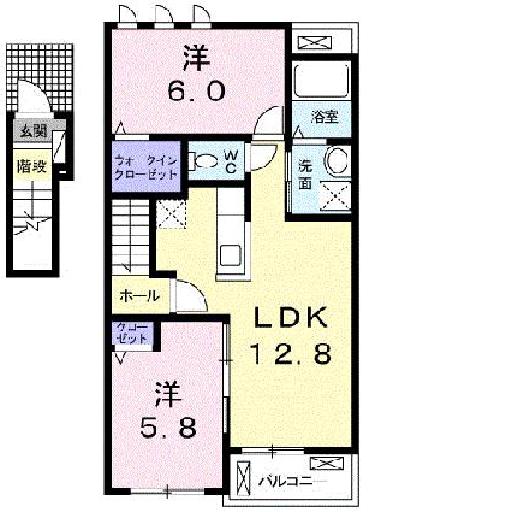 洋
6.0
浴室
玄関
階段
ウォークイン
クローゼット
WC
洗面
ホール
LDK
12.8
クローゼット
洋
5.8
バルコニー